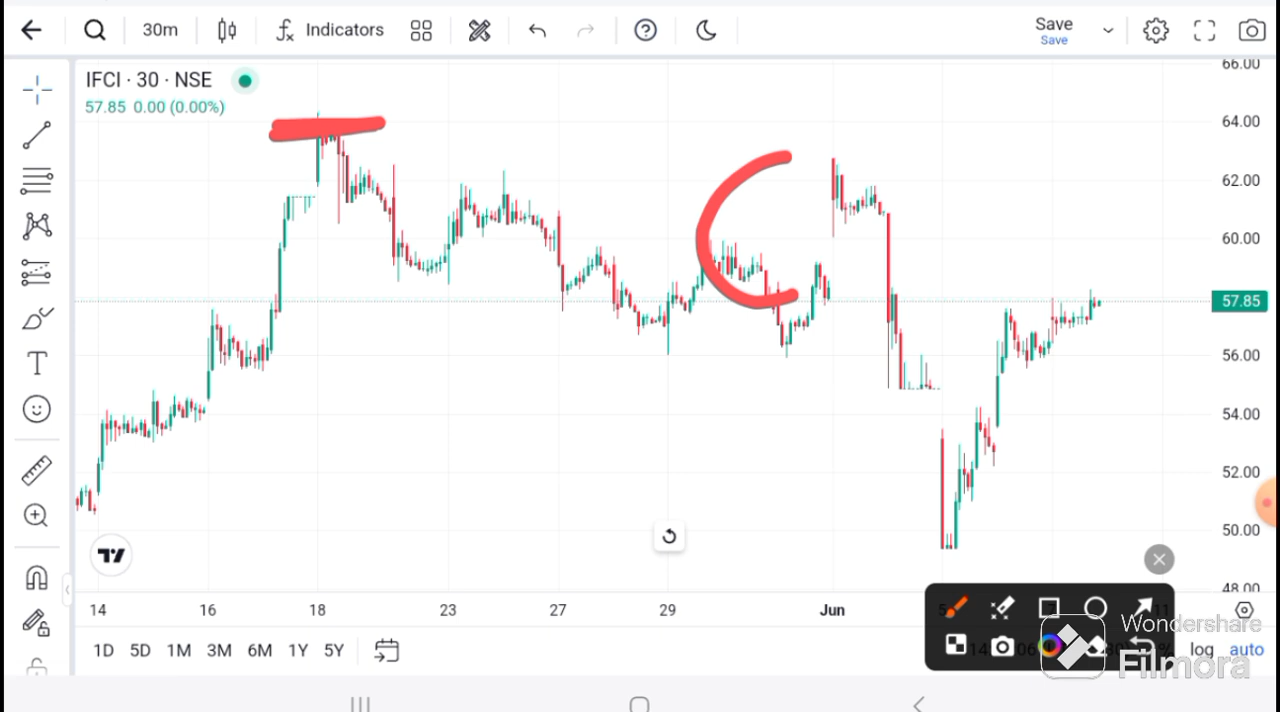 30m
Indicators
Save
Save
IFCI · 30 · NSE
57.85 0.00 (0.00%)
66.00
64.00
62.00
60.00
57.85
56.00
54.00
52.00
50.00
48.00
14 16 18 23 27 29 Jun
1D 5D 1M 3M 6M 1Y 5Y
log auto
Wondershare
Filmora